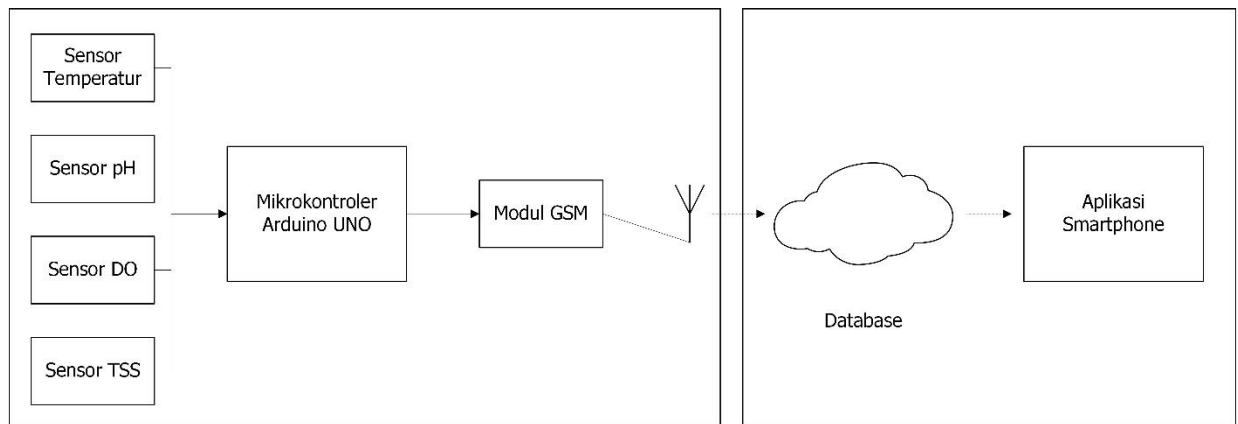 Sensor
Temperatur
Sensor pH
Sensor DO
Sensor TSS
Mikrokontroler
Arduino UNO
Modul GSM
Database
Aplikasi
Smartphone